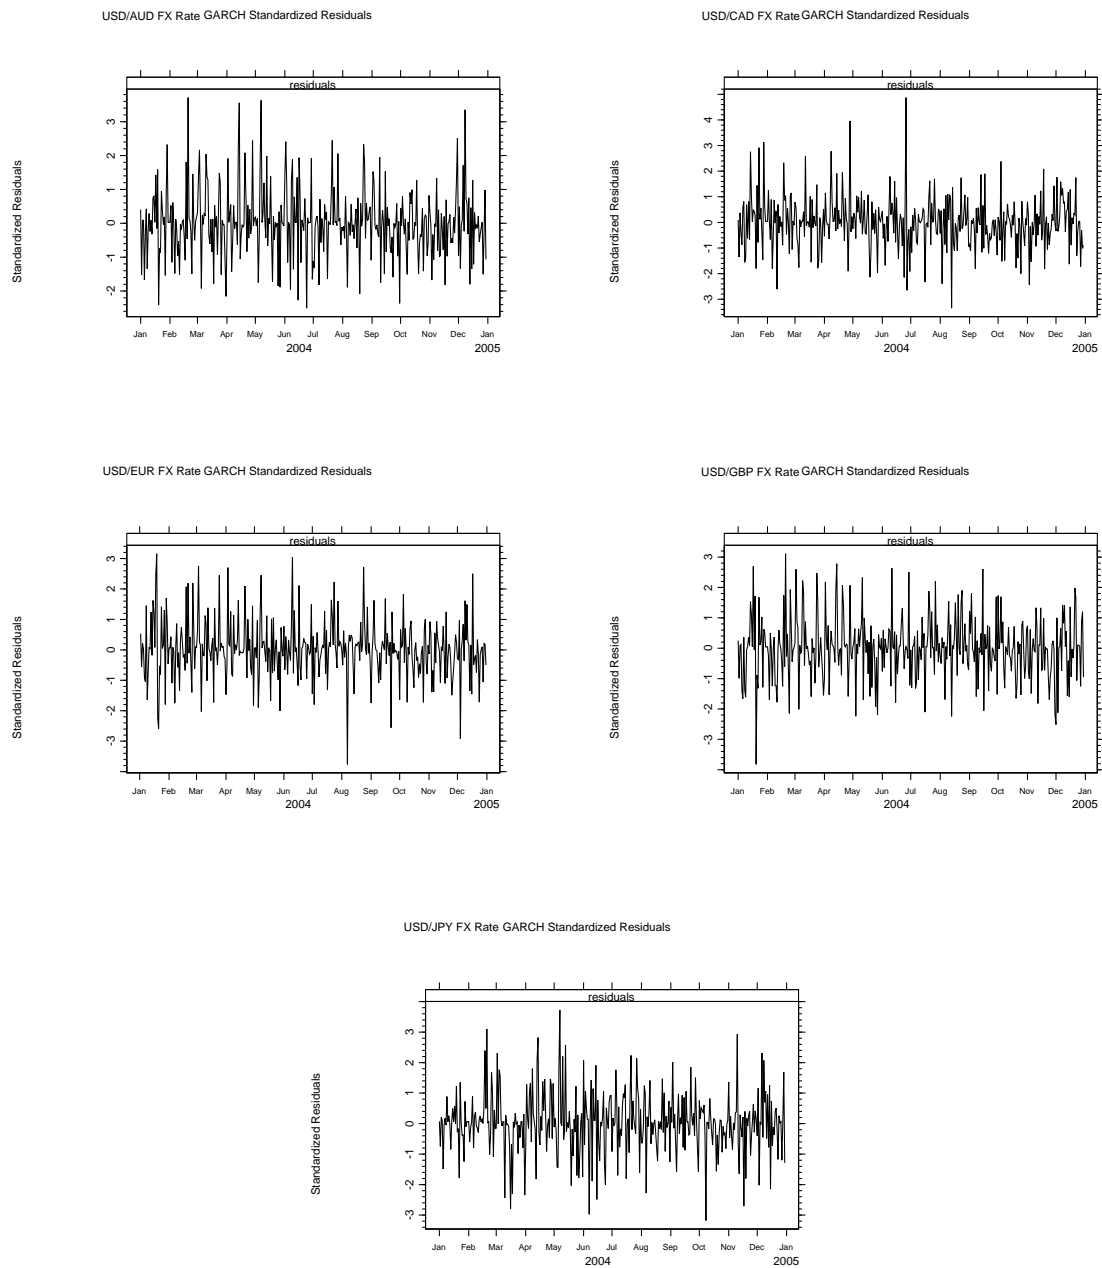 USD/AUD FX Rate GARCH Standardized Residuals
residuals
Standardized Residuals
3
2
1
0
-1
-2
Jan Feb Mar Apr May Jun Jul Aug Sep Oct Nov Dec Jan
2004 2005
USD/CAD FX Rate GARCH Standardized Residuals
residuals
Standardized Residuals
4
3
2
1
0
-1
-2
-3
Jan Feb Mar Apr May Jun Jul Aug Sep Oct Nov Dec Jan
2004 2005
USD/EUR FX Rate GARCH Standardized Residuals
residuals
Standardized Residuals
3
2
1
0
-1
-2
-3
Jan Feb Mar Apr May Jun Jul Aug Sep Oct Nov Dec Jan
2004 2005
USD/GBP FX Rate GARCH Standardized Residuals
residuals
Standardized Residuals
3
2
1
0
-1
-2
-3
Jan Feb Mar Apr May Jun Jul Aug Sep Oct Nov Dec Jan
2004 2005
USD/JPY FX Rate GARCH Standardized Residuals
residuals
Standardized Residuals
3
2
1
0
-1
-2
-3
Jan Feb Mar Apr May Jun Jul Aug Sep Oct Nov Dec Jan
2004 2005